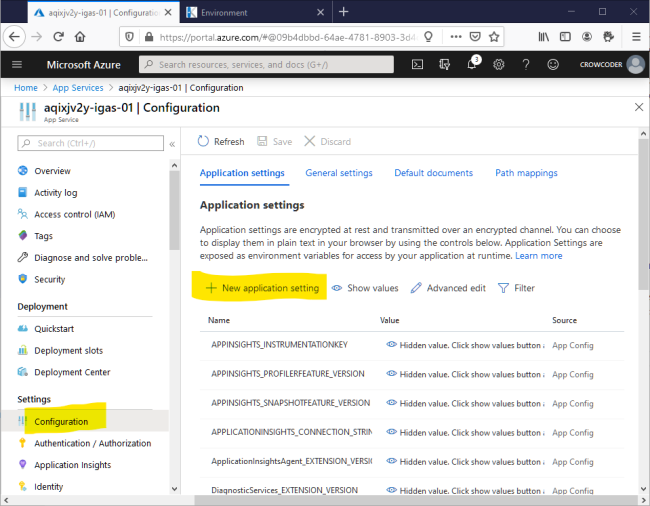 aqixjv2y-igas-01 | Configuration
Environment
https://portal.azure.com/#@09b4dbbd-64ae-4781-8903-3d4
Microsoft Azure
Search resources, services, and docs (G+/)
3
CROWCODER
Home > App Services > aqixjv2y-igas-01 | Configuration
aqixjv2y-igas-01 | Configuration
App Service
Search (Ctrl+/)
Refresh
Save
Discard
Overview
Activity log
Access control (IAM)
Tags
Diagnose and solve proble...
Security
Deployment
Quickstart
Deployment slots
Deployment Center
Settings
Configuration
Authentication / Authorization
Application Insights
Identity
Application settings
General settings
Default documents
Path mappings
Application settings
Application settings are encrypted at rest and transmitted over an encrypted channel. You can choose
to display them in plain text in your browser by using the controls below. Application Settings are
exposed as environment variables for access by your application at runtime. Learn more
New application setting
Show values
Advanced edit
Filter
Name Value Source
APPINSIGHTS_INSTRUMENTATIONKEY Hidden value. Click show values button a App Config
APPINSIGHTS_PROFILERFEATURE_VERSION Hidden value. Click show values button a App Config
APPINSIGHTS_SNAPSHOTFEATURE_VERSION Hidden value. Click show values button a App Config
APPLICATIONINSIGHTS_CONNECTION_STRIN Hidden value. Click show values button a App Config
ApplicationInsightsAgent_EXTENSION_VERSIO Hidden value. Click show values button a App Config
DiagnosticServices_EXTENSION_VERSION Hidden value. Click show values button a App Config